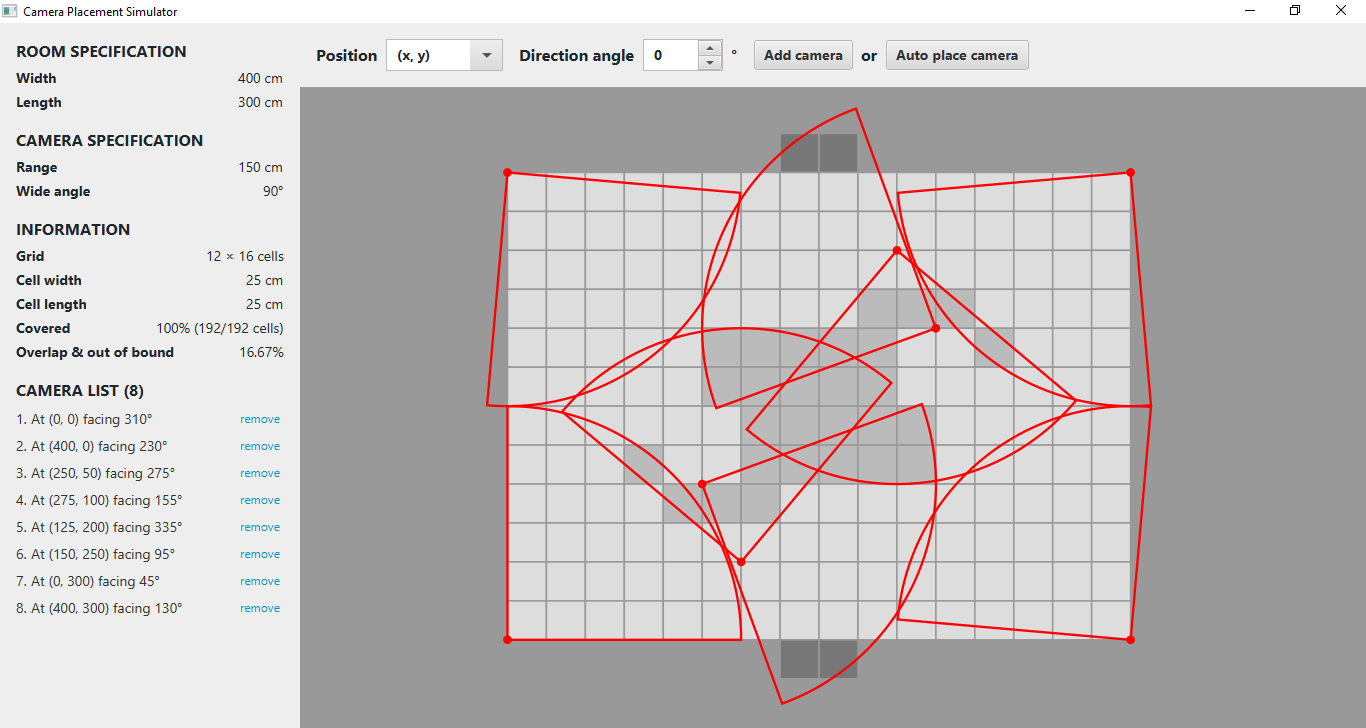 Camera Placement Simulator
Position (x, y) Direction angle 0 ° Add camera or Auto place camera
ROOM SPECIFICATION
Width 400 cm
Length 300 cm
CAMERA SPECIFICATION
Range 150 cm
Wide angle 90°
INFORMATION
Grid 12 × 16 cells
Cell width 25 cm
Cell length 25 cm
Covered 100% (192/192 cells)
Overlap & out of bound 16.67%
CAMERA LIST (8)
1. At (0, 0) facing 310° remove
2. At (400, 0) facing 230° remove
3. At (250, 50) facing 275° remove
4. At (275, 100) facing 155° remove
5. At (125, 200) facing 335° remove
6. At (150, 250) facing 95° remove
7. At (0, 300) facing 45° remove
8. At (400, 300) facing 130° remove